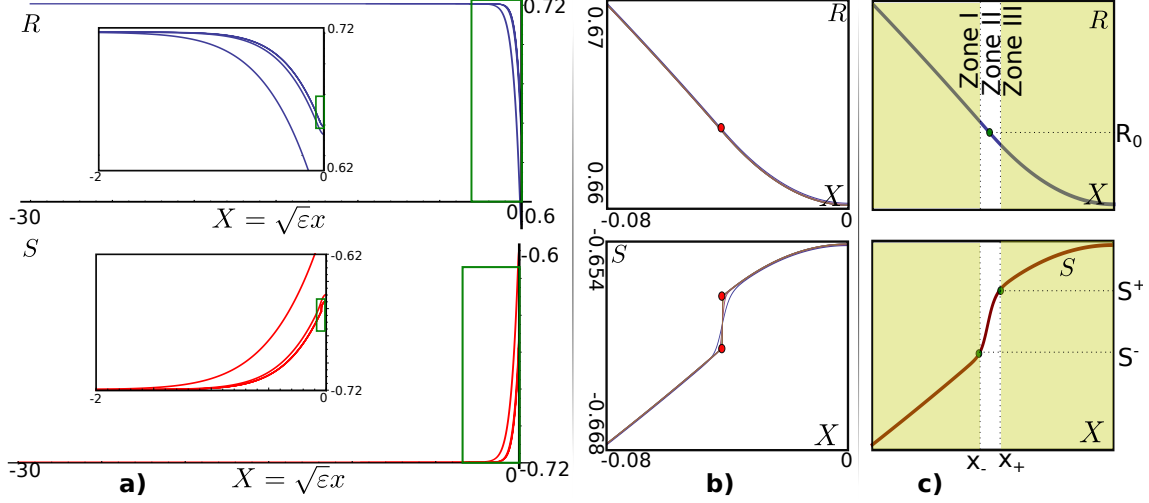 R
0.72
0.72
0.62
-2
0
-30
X = √εx
0
0.6
S
-0.6
-0.62
-0.72
-2
0
-30
X = √εx
0
-0.72
a)
R
0.67
0.66
X
-0.08
0
S
-0.654
-0.668
X
-0.08
0
b)
R
Zone I
Zone II
Zone III
R₀
X
S
S⁺
S⁻
X
x₋
x₊
c)